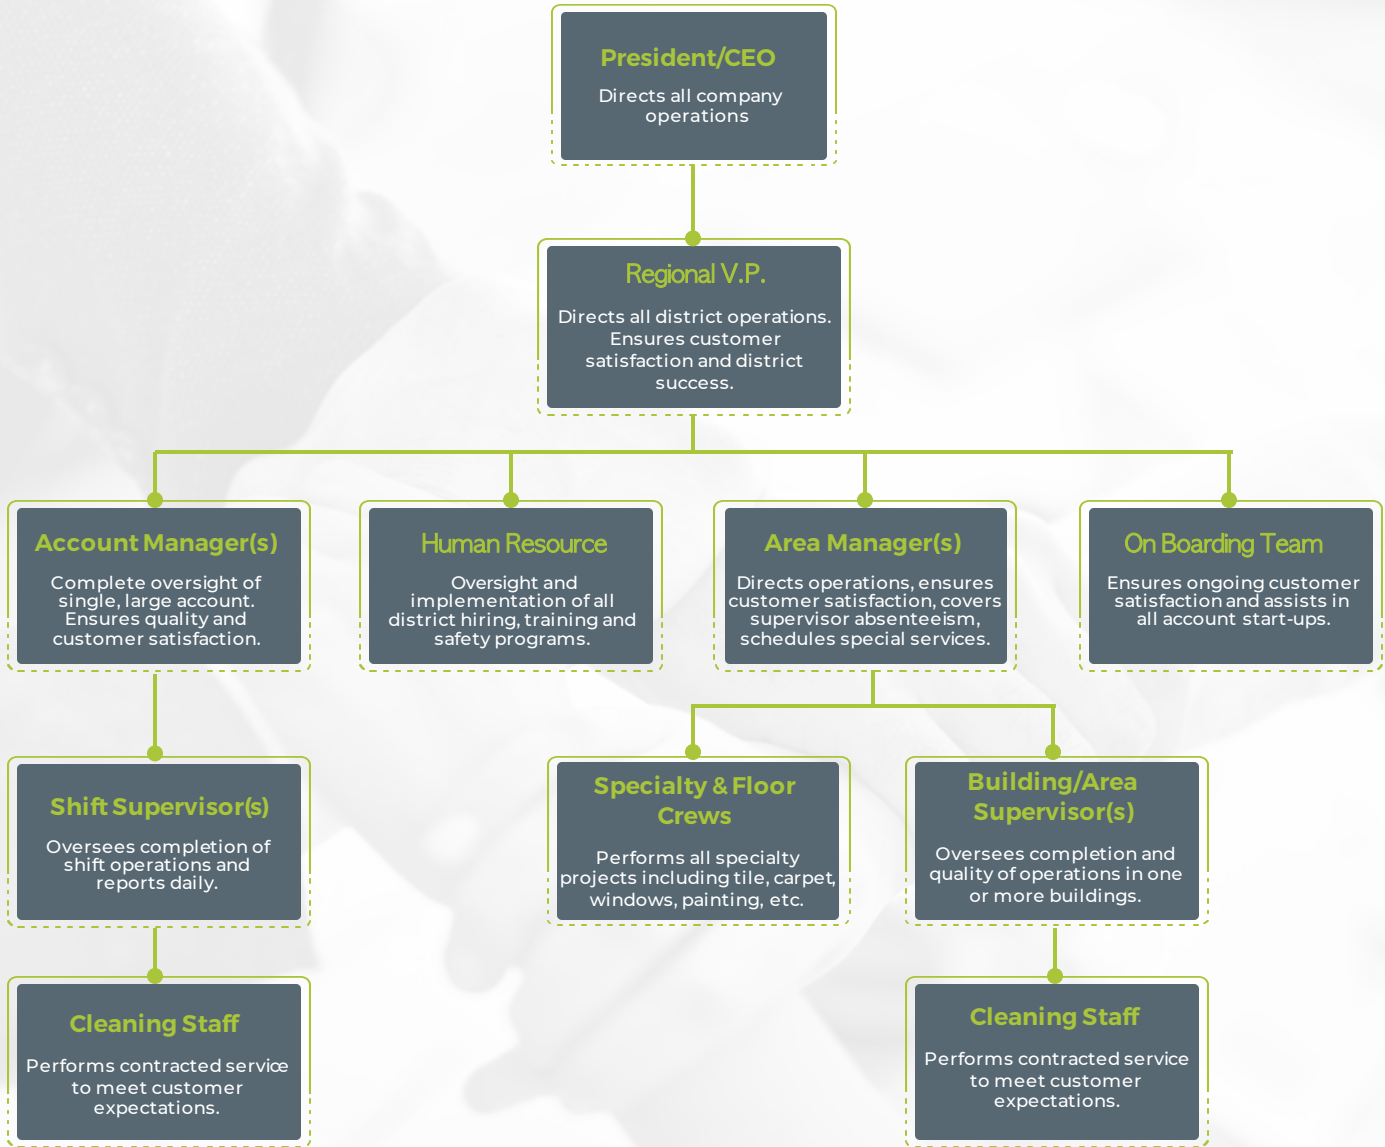 President/CEO
Directs all company
operations
Regional V.P.
Directs all district operations.
Ensures customer
satisfaction and district
success.
Account Manager(s)
Complete oversight of
single, large account.
Ensures quality and
customer satisfaction.
Human Resource
Oversight and
implementation of all
district hiring, training and
safety programs.
Area Manager(s)
Directs operations, ensures
customer satisfaction, covers
supervisor absenteeism,
schedules special services.
On Boarding Team
Ensures ongoing customer
satisfaction and assists in
all account start-ups.
Shift Supervisor(s)
Oversees completion of
shift operations and
reports daily.
Specialty & Floor
Crews
Performs all specialty
projects including tile, carpet,
windows, painting, etc.
Building/Area
Supervisor(s)
Oversees completion and
quality of operations in one
or more buildings.
Cleaning Staff
Performs contracted service
to meet customer
expectations.
Cleaning Staff
Performs contracted service
to meet customer
expectations.